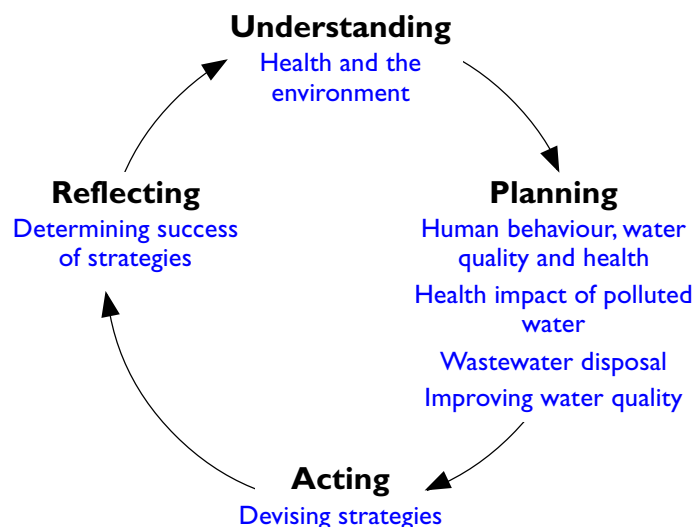 Understanding
Health and the
environment
Reflecting
Determining success
of strategies
Planning
Human behaviour, water
quality and health
Health impact of polluted
water
Wastewater disposal
Improving water quality
Acting
Devising strategies